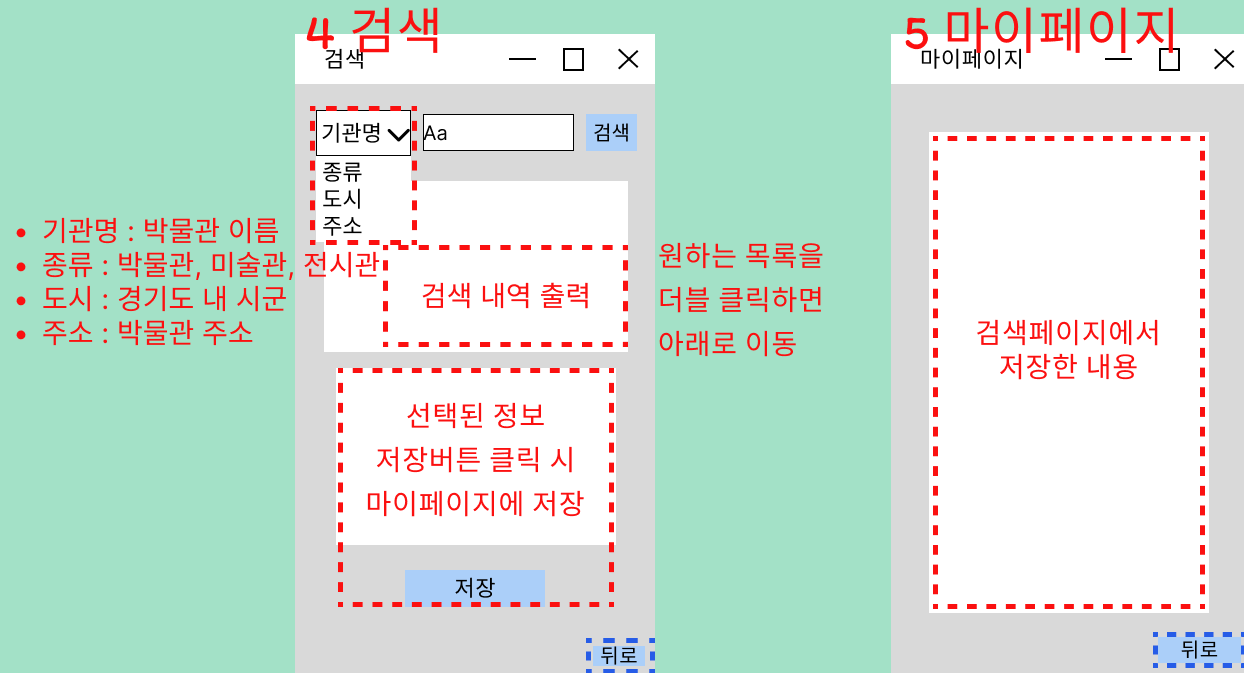 4 검색
검색
기관명
Aa
검색
종류
도시
주소
• 기관명 : 박물관 이름
• 종류 : 박물관, 미술관, 전시관
• 도시 : 경기도 내 시군
• 주소 : 박물관 주소
검색 내역 출력
원하는 목록을
더블 클릭하면
아래로 이동
선택된 정보
저장버튼 클릭 시
마이페이지에 저장
저장
뒤로
5 마이페이지
마이페이지
검색페이지에서
저장한 내용
뒤로